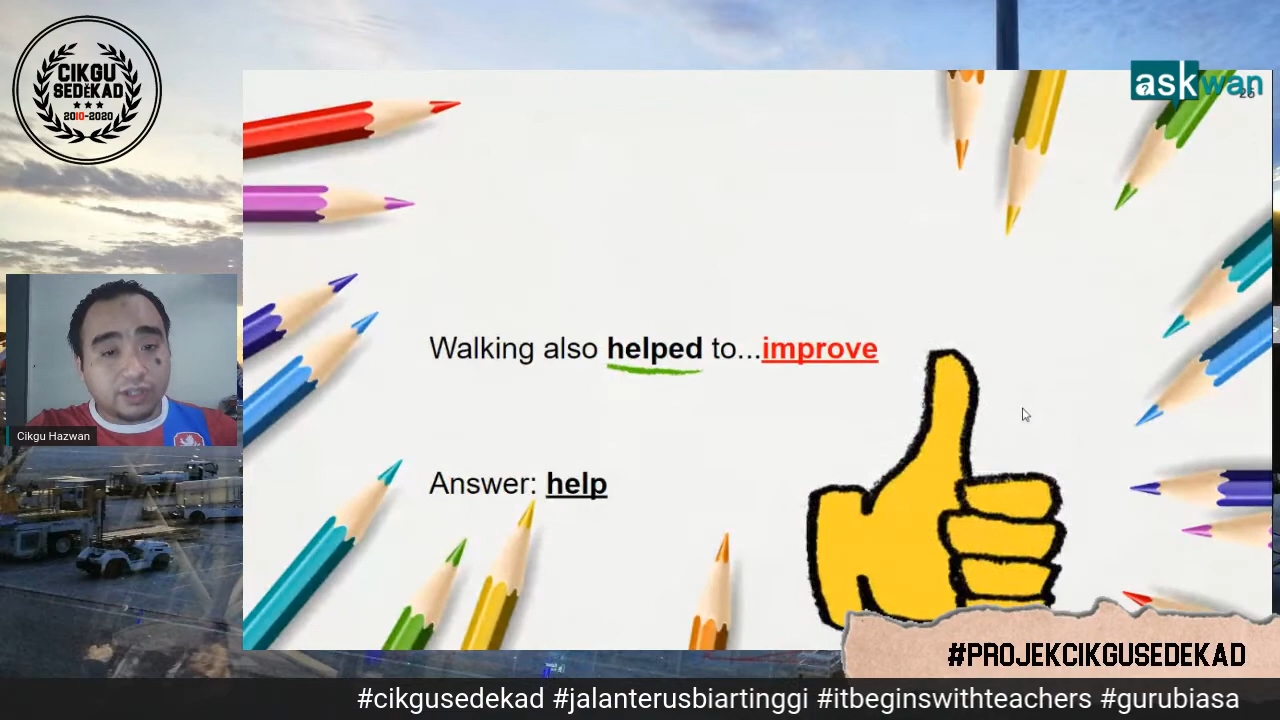 CIKGU
SEDEKAD
2010-2020
askwan
26
Walking also helped to...improve
Answer: help
Cikgu Hazwan
#PROJEKCIKGUSEDEKAD
#cikgusedekad #jalanterusbiartinggi #itbeginswithteachers #gurubiasa